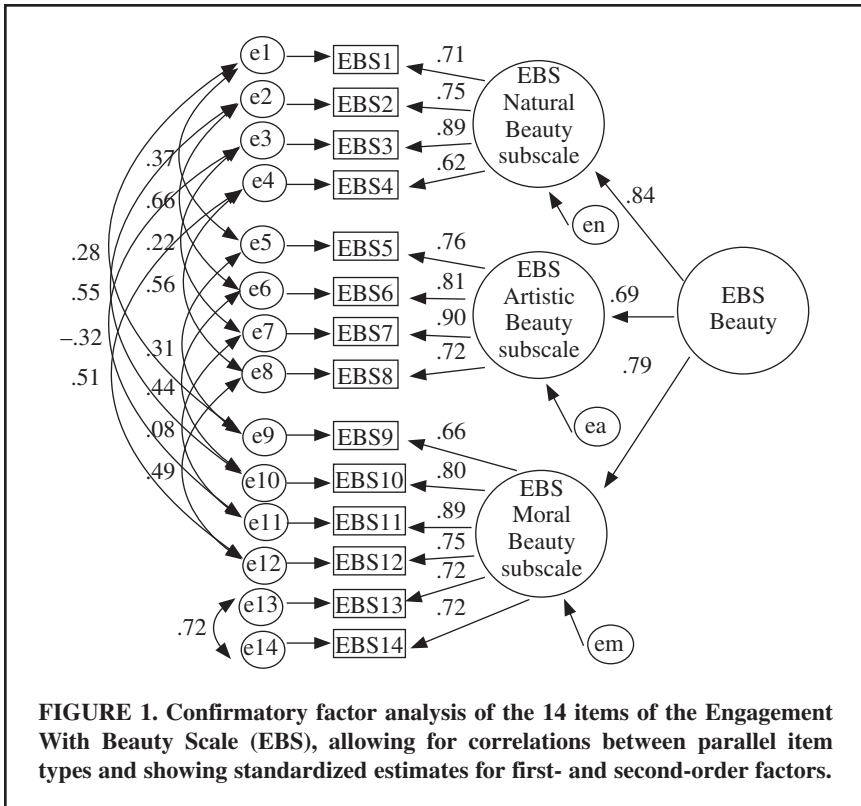 e1 EBS1 .71
e2 EBS2 .75
e3 EBS3 .89
e4 EBS4 .62
EBS
Natural
Beauty
subscale
en
.84
.37
.66
.22
.56
.28
.55
–.32
.51
e5 EBS5 .76
e6 EBS6 .81
e7 EBS7 .90
e8 EBS8 .72
EBS
Artistic
Beauty
subscale
ea
.69
EBS
Beauty
.79
.31
.44
.08
.49
e9 EBS9 .66
e10 EBS10 .80
e11 EBS11 .89
e12 EBS12 .75
e13 EBS13 .72
e14 EBS14 .72
.72
EBS
Moral
Beauty
subscale
em
FIGURE 1. Confirmatory factor analysis of the 14 items of the Engagement
With Beauty Scale (EBS), allowing for correlations between parallel item
types and showing standardized estimates for first- and second-order factors.